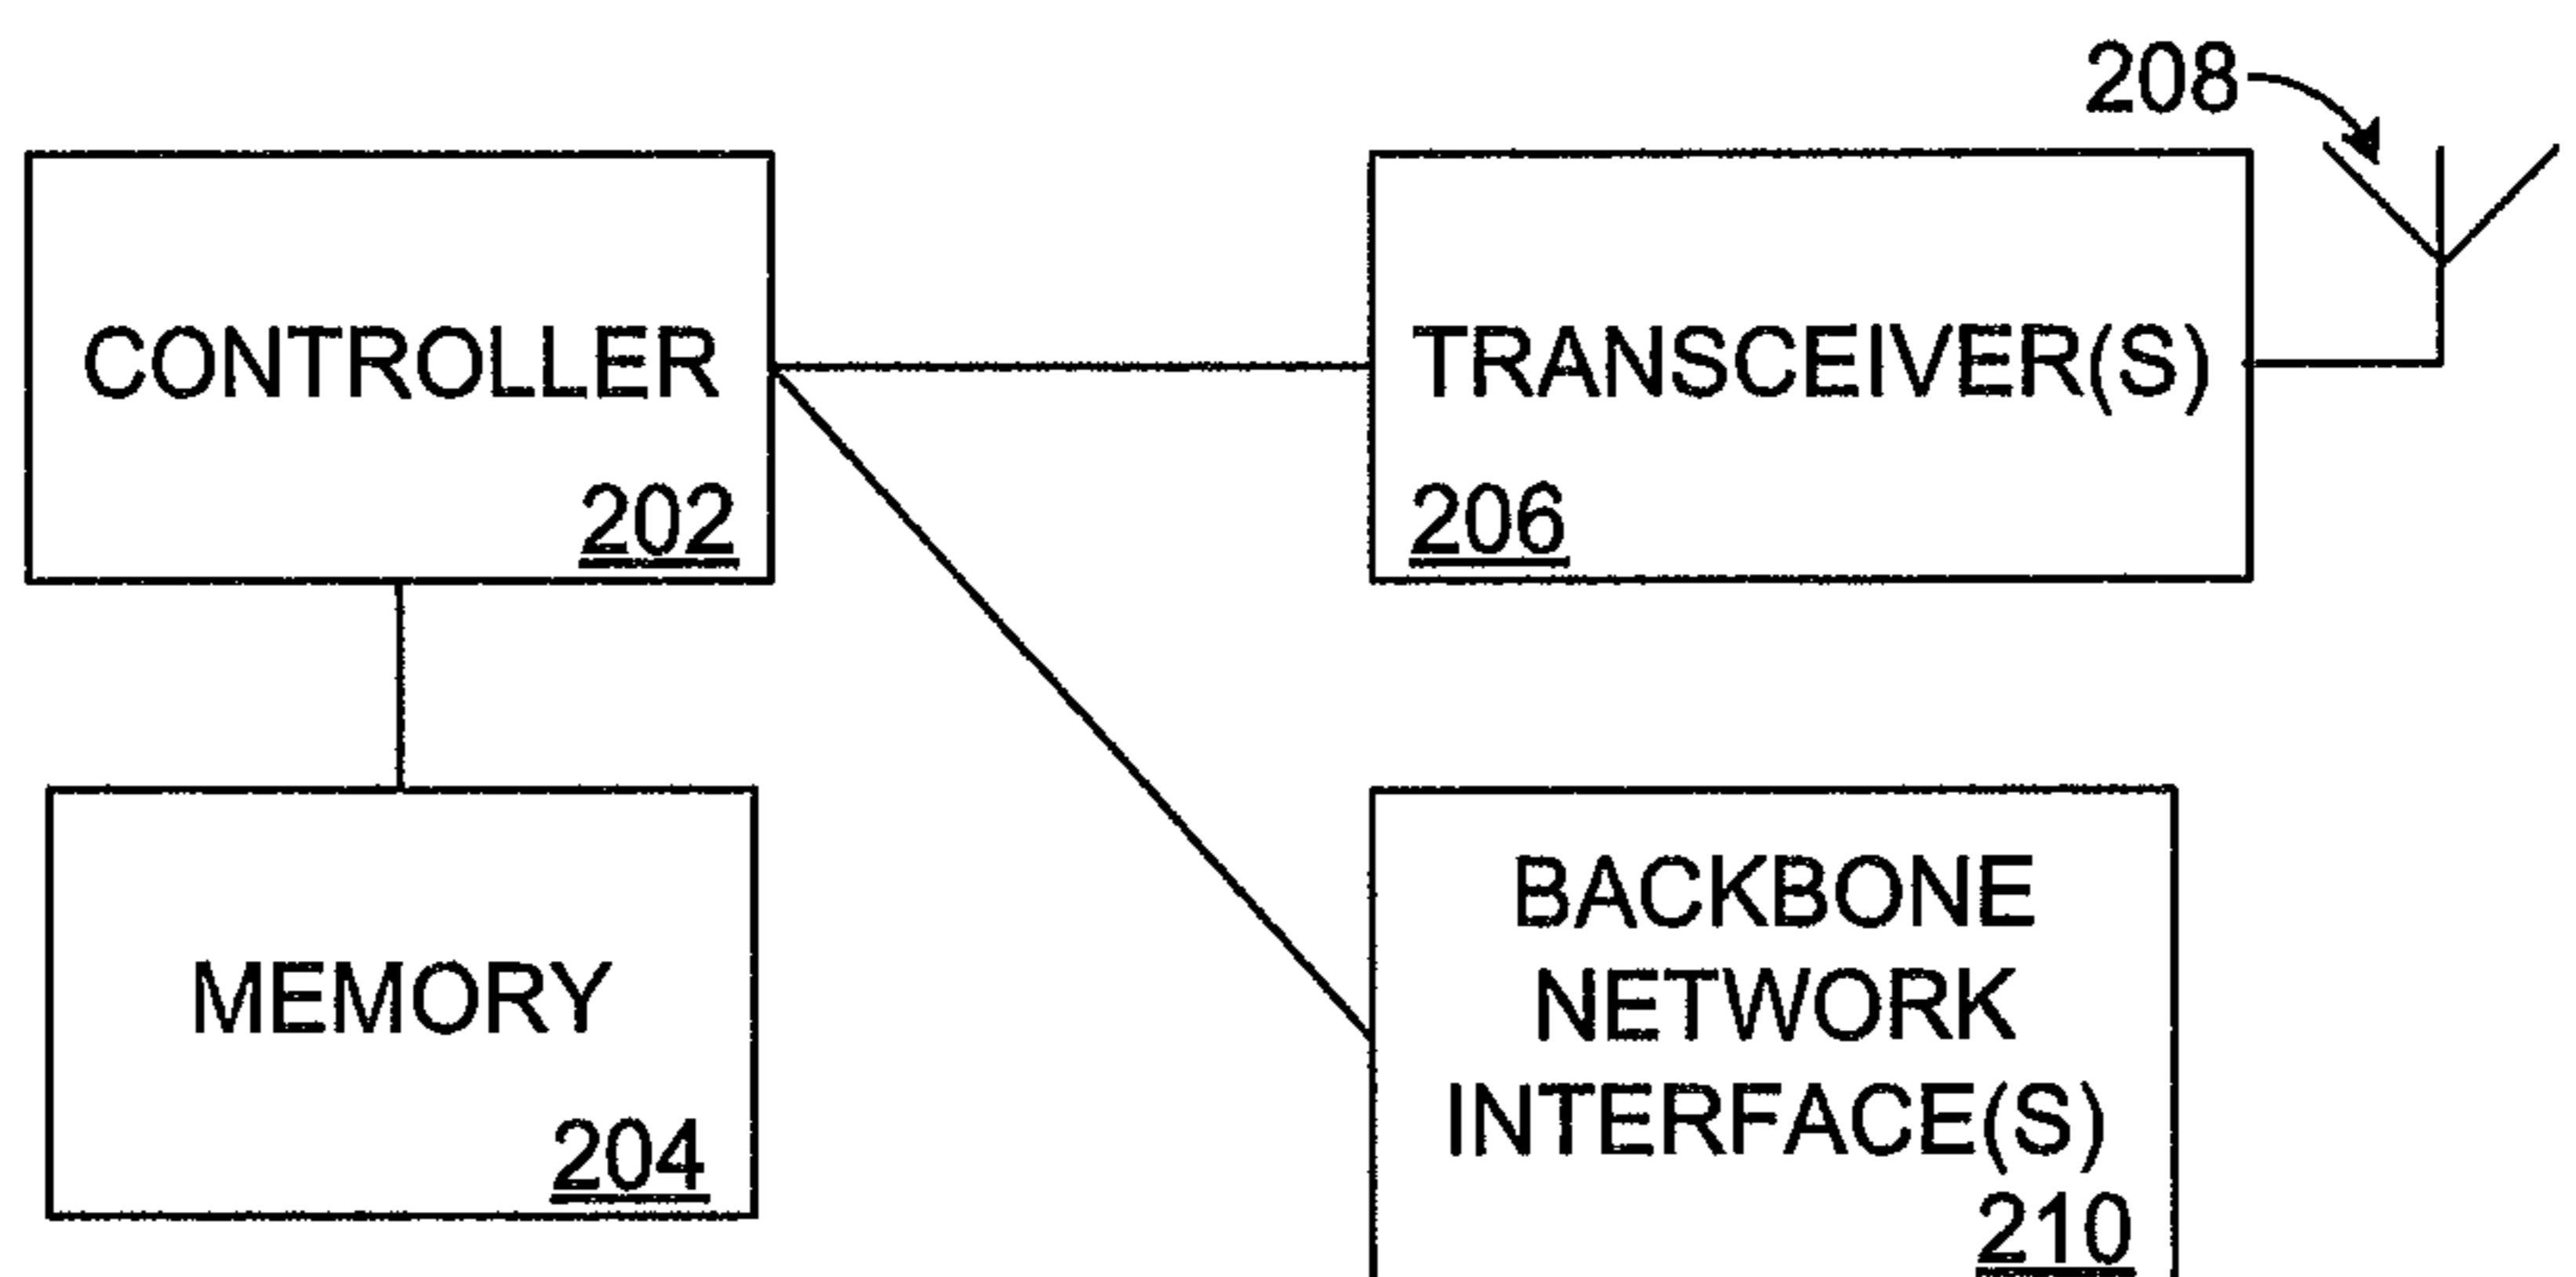 208
CONTROLLER
202
TRANSCEIVER(S)
206
MEMORY
204
BACKBONE
NETWORK
INTERFACE(S)
210